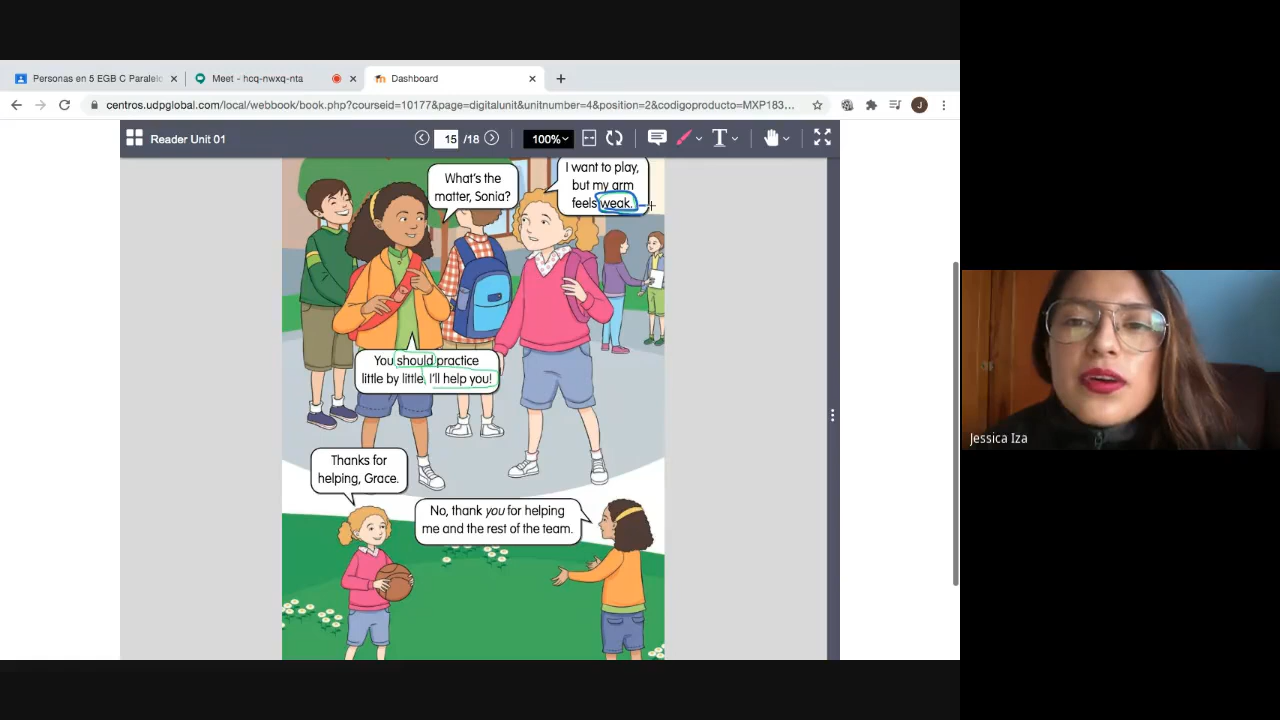 Personas en 5 EGB C Paralelo
Meet - hcq-nwxq-nta
Dashboard
centros.udpglobal.com/local/webbook/book.php?courseid=10177&page=digitalunit&unitnumber=4&position=2&codigoproducto=MXP183...
J
Reader Unit 01
15 /18
100%
T
What's the
matter, Sonia?
I want to play,
but my arm
feels weak.
You should practice
little by little. I'll help you!
Thanks for
helping, Grace.
No, thank you for helping
me and the rest of the team.
Jessica Iza